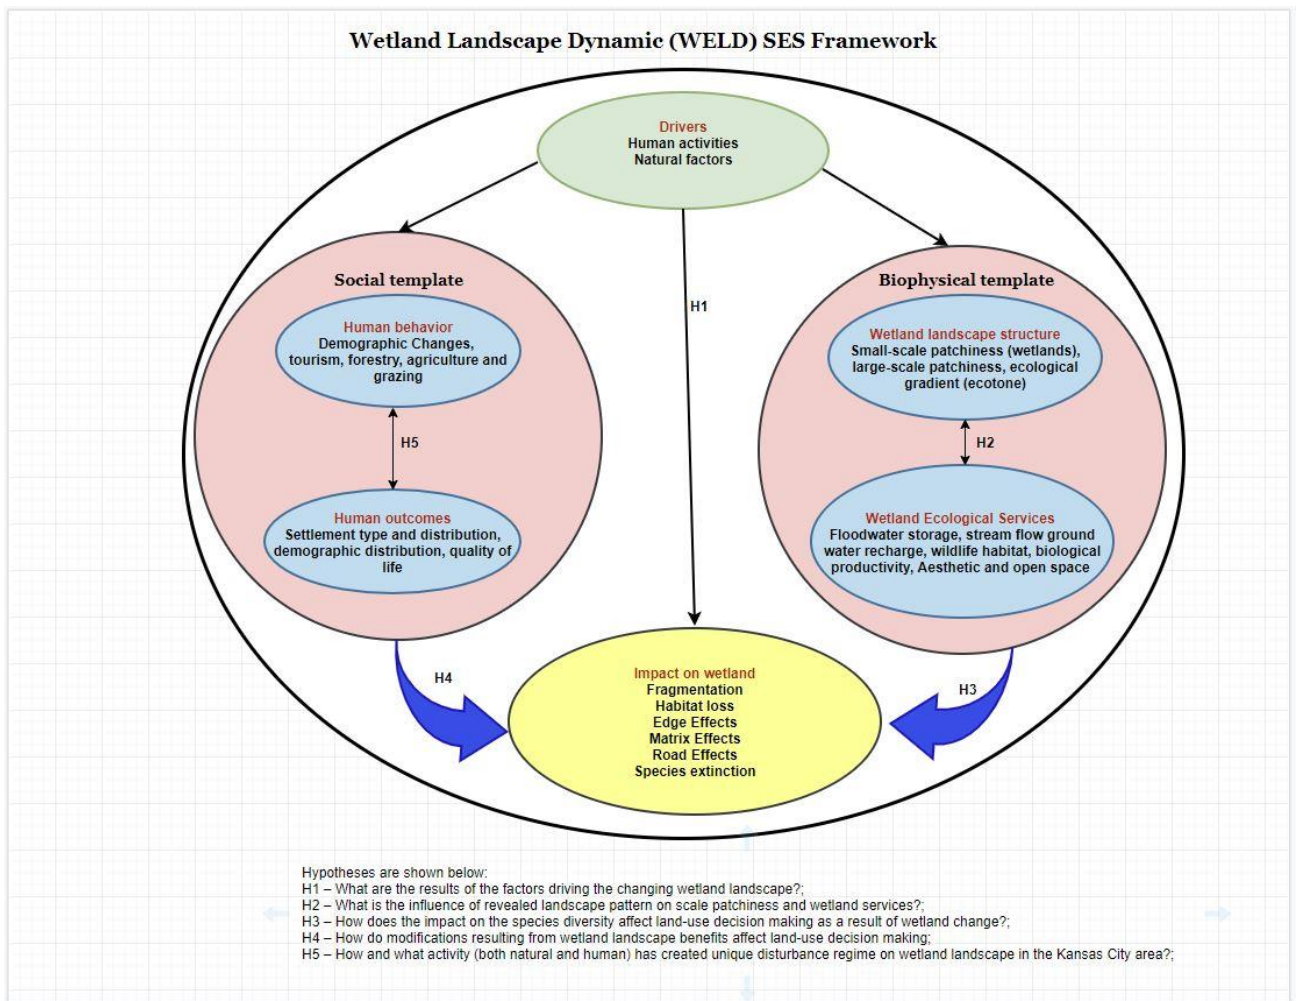 Wetland Landscape Dynamic (WELD) SES Framework
Drivers
Human activities
Natural factors
Social template
Human behavior
Demographic Changes,
tourism, forestry, agriculture and
grazing
H5
Human outcomes
Settlement type and distribution,
demographic distribution, quality of
life
H1
Biophysical template
Wetland landscape structure
Small-scale patchiness (wetlands),
large-scale patchiness, ecological
gradient (ecotone)
H2
Wetland Ecological Services
Floodwater storage, stream flow ground
water recharge, wildlife habitat, biological
productivity, Aesthetic and open space
H4
H3
Impact on wetland
Fragmentation
Habitat loss
Edge Effects
Matrix Effects
Road Effects
Species extinction
Hypotheses are shown below:
H1 – What are the results of the factors driving the changing wetland landscape?;
H2 – What is the influence of revealed landscape pattern on scale patchiness and wetland services?;
H3 – How does the impact on the species diversity affect land-use decision making as a result of wetland change?;
H4 – How do modifications resulting from wetland landscape benefits affect land-use decision making;
H5 – How and what activity (both natural and human) has created unique disturbance regime on wetland landscape in the Kansas City area?;